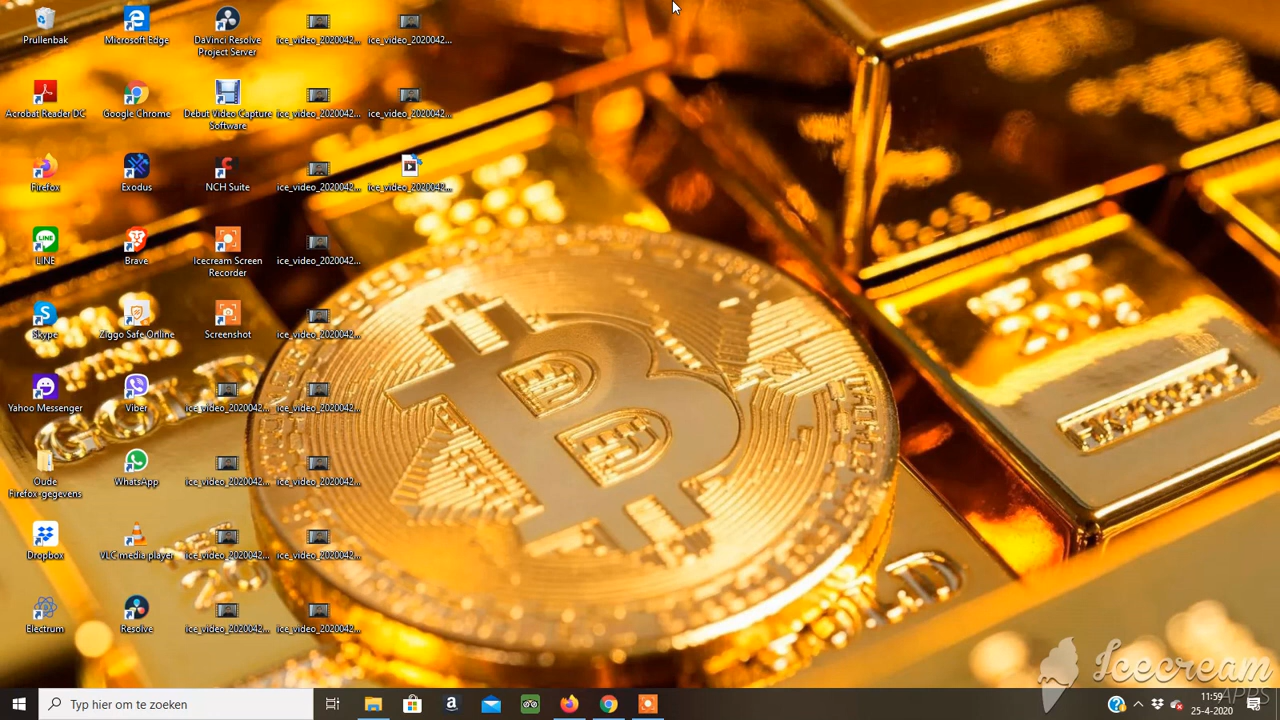 Prullenbak
Microsoft Edge
DaVinci Resolve
Project Server
ice_video_2020042...
ice_video_2020042...
Acrobat Reader DC
Google Chrome
Debut Video Capture
Software
ice_video_2020042...
ice_video_2020042...
Firefox
Exodus
NCH Suite
ice_video_2020042...
ice_video_2020042...
LINE
LINE
Brave
Icecream Screen
Recorder
ice_video_2020042...
Skype
Ziggo Safe Online
Screenshot
ice_video_2020042...
Yahoo Messenger
Viber
ice_video_2020042...
ice_video_2020042...
GOLD
Oude
Firefox-gegevens
WhatsApp
ice_video_2020042...
ice_video_2020042...
Dropbox
VLC media player
ice_video_2020042...
ice_video_2020042...
Electrum
Resolve
ice_video_2020042...
ice_video_2020042...
Icecream
APPS
Typ hier om te zoeken
11:59
25-4-2020